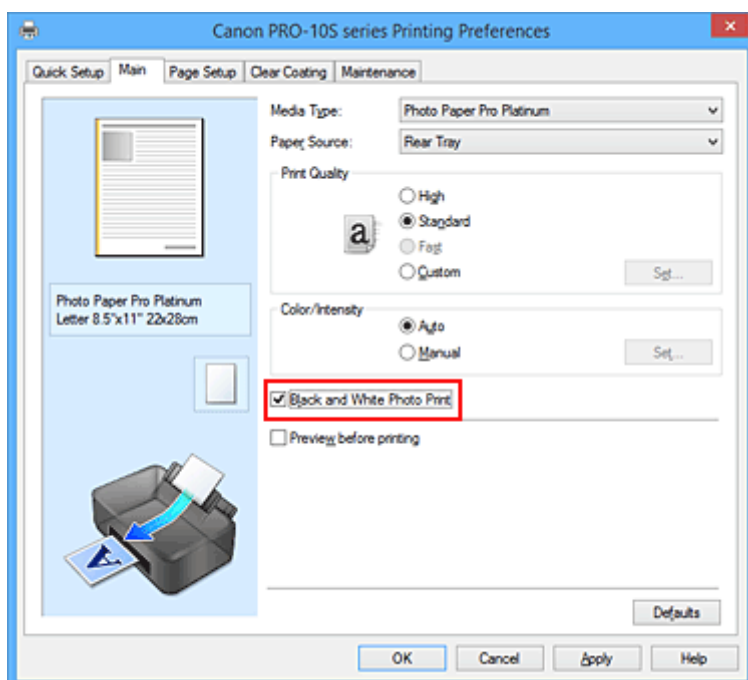 Canon PRO-10S series Printing Preferences
Quick Setup Main Page Setup Clear Coating Maintenance
Media Type: Photo Paper Pro Platinum
Paper Source: Rear Tray
Print Quality
High
Standard
Fast
Custom Set...
a
Photo Paper Pro Platinum
Letter 8.5"x11" 22x28cm
Color/Intensity
Auto
Manual Set...
Black and White Photo Print
Preview before printing
A
Defaults
OK Cancel Apply Help